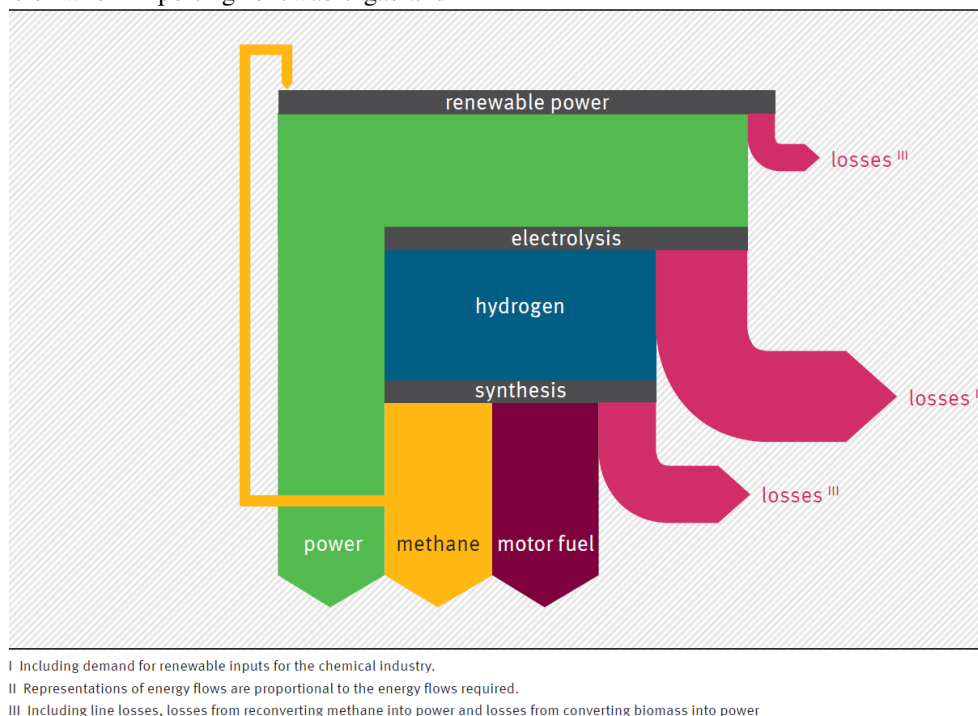 renewable power
losses III
electrolysis
hydrogen
synthesis
losses
losses III
power
methane
motor fuel
I Including demand for renewable inputs for the chemical industry.
II Representations of energy flows are proportional to the energy flows required.
III Including line losses, losses from reconverting methane into power and losses from converting biomass into power